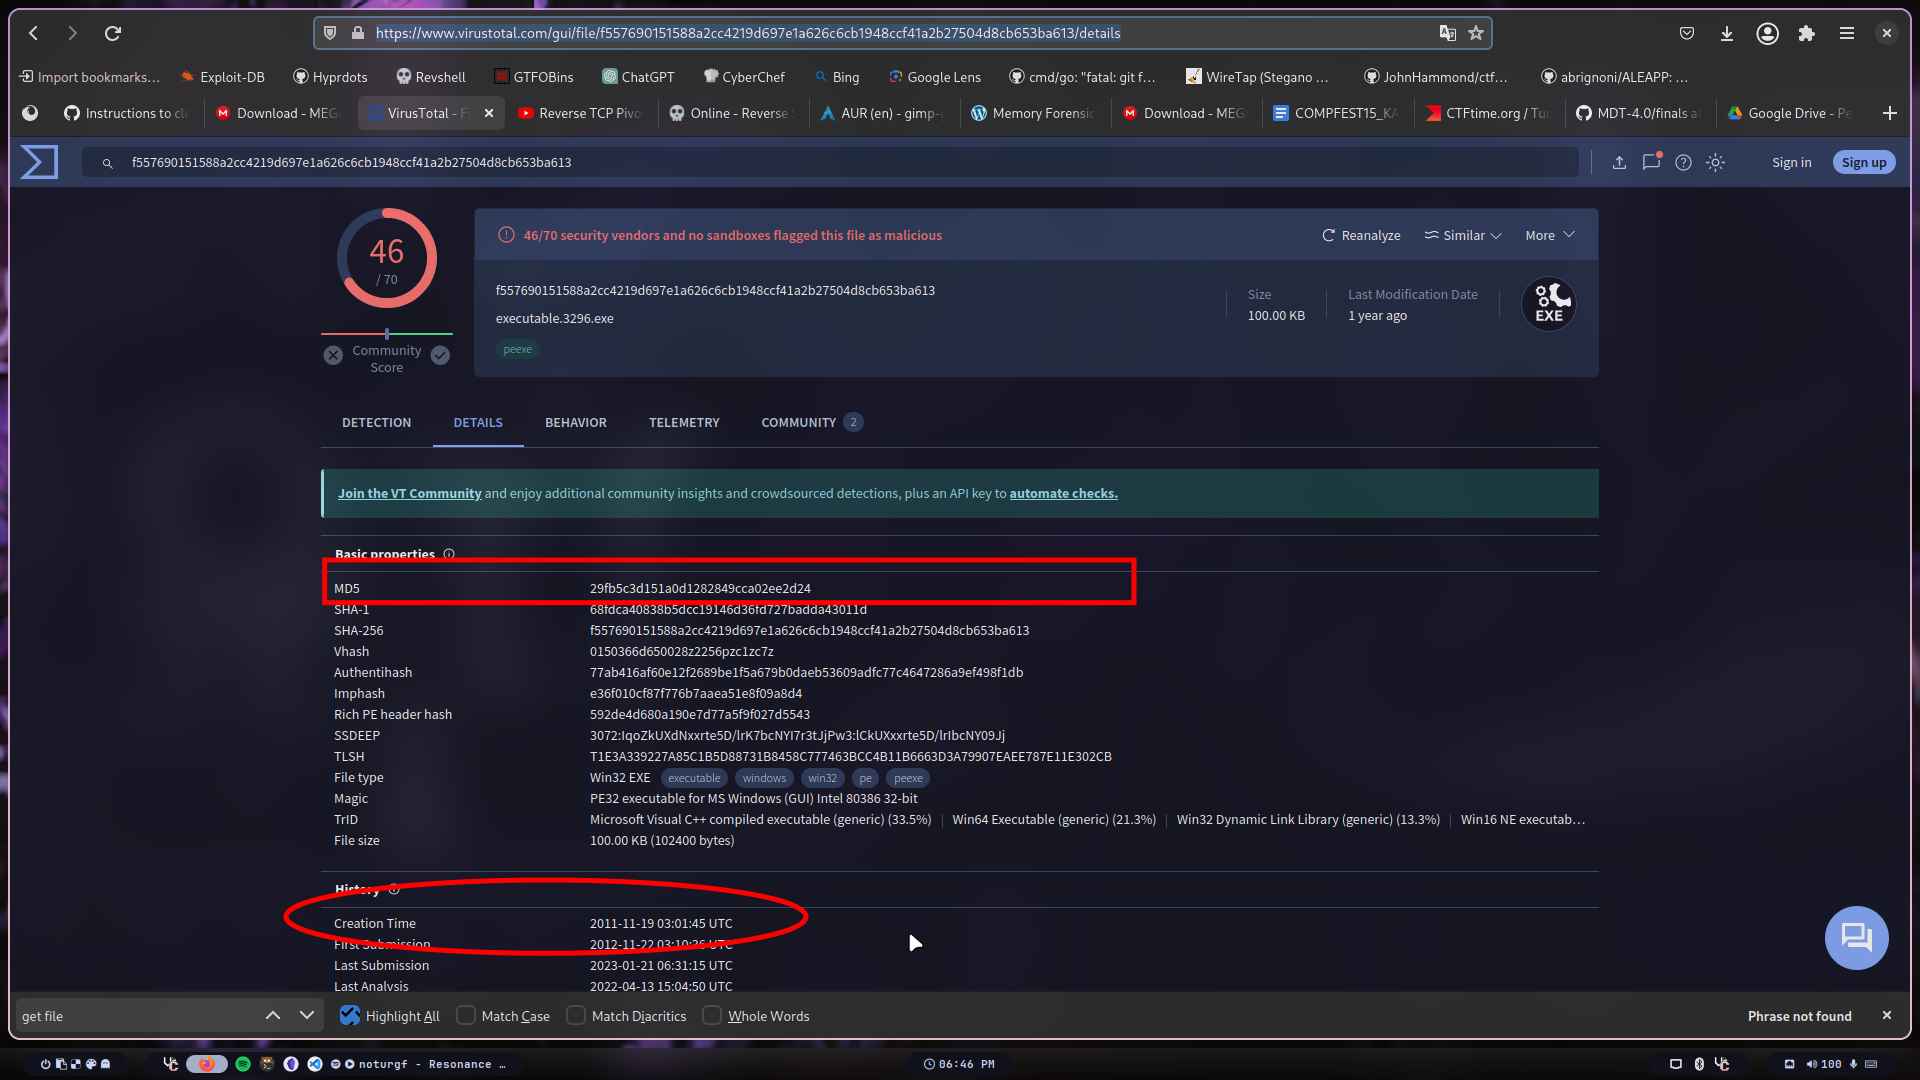 https://www.virustotal.com/gui/file/f557690151588a2cc4219d697e1a626c6cb1948ccf41a2b27504d8cb653ba613/details
Import bookmarks... Exploit-DB Hyprdots Revshell GTFOBins ChatGPT CyberChef Bing Google Lens cmd/go: "fatal: git f... WireTap (Stegano ... JohnHammond/ctf... abrignoni/ALEAPP: ...
Instructions to cle Download - MEG VirusTotal - Fi Reverse TCP Pivo Online - Reverse S AUR (en) - gimp-g Memory Forensic Download - MEG COMPFEST15_KA CTFtime.org / Tur MDT-4.0/finals at Google Drive - Pe
f557690151588a2cc4219d697e1a626c6cb1948ccf41a2b27504d8cb653ba613 Sign in Sign up
46
/ 70
Community
Score
46/70 security vendors and no sandboxes flagged this file as malicious Reanalyze Similar More
f557690151588a2cc4219d697e1a626c6cb1948ccf41a2b27504d8cb653ba613
executable.3296.exe
peexe
Size
100.00 KB
Last Modification Date
1 year ago
EXE
DETECTION DETAILS BEHAVIOR TELEMETRY COMMUNITY 2
Join the VT Community and enjoy additional community insights and crowdsourced detections, plus an API key to automate checks.
Basic properties
MD5 29fb5c3d151a0d1282849cca02ee2d24
SHA-1 68fdca40838b5dcc19146d36fd727badda43011d
SHA-256 f557690151588a2cc4219d697e1a626c6cb1948ccf41a2b27504d8cb653ba613
Vhash 0150366d650028z2256pzc1zc7z
Authentihash 77ab416af60e12f2689be1f5a679b0daeb53609adfc77c4647286a9ef498f1db
Imphash e36f010cf87f776b7aaea51e8f09a8d4
Rich PE header hash 592de4d680a190e7d77a5f9f027d5543
SSDEEP 3072:IqoZkUXdNxxrte5D/lrK7bcNYI7r3tJjPw3:lCkUXxxrte5D/lrIbcNY09Jj
TLSH T1E3A339227A85C1B5D88731B8458C777463BCC4B11B6663D3A79907EAEE787E11E302CB
File type Win32 EXE executable windows win32 pe peexe
Magic PE32 executable for MS Windows (GUI) Intel 80386 32-bit
TrID Microsoft Visual C++ compiled executable (generic) (33.5%) Win64 Executable (generic) (21.3%) Win32 Dynamic Link Library (generic) (13.3%) Win16 NE executab...
File size 100.00 KB (102400 bytes)
History
Creation Time 2011-11-19 03:01:45 UTC
First Submission 2012-11-22 03:10:26 UTC
Last Submission 2023-01-21 06:31:15 UTC
Last Analysis 2022-04-13 15:04:50 UTC
get file Highlight All Match Case Match Diacritics Whole Words Phrase not found
noturgf - Resonance ... 06:46 PM 100